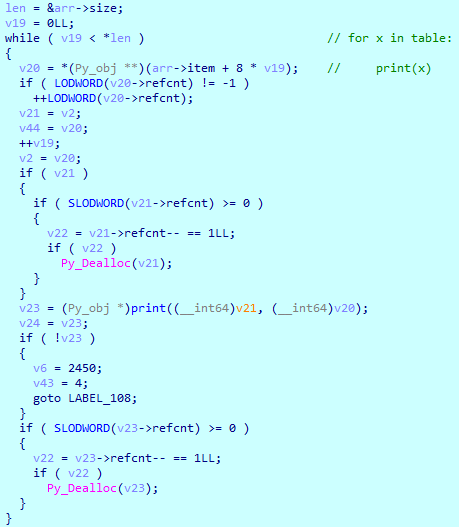 len = &arr->size;
v19 = 0LL;
while ( v19 < *len ) // for x in table:
{
v20 = *(Py_obj **)(arr->item + 8 * v19); // print(x)
if ( LODWORD(v20->refcnt) != -1 )
++LODWORD(v20->refcnt);
v21 = v2;
v44 = v20;
++v19;
v2 = v20;
if ( v21 )
{
if ( SLODWORD(v21->refcnt) >= 0 )
{
v22 = v21->refcnt-- == 1LL;
if ( v22 )
Py_Dealloc(v21);
}
}
v23 = (Py_obj *)print((__int64)v21, (__int64)v20);
v24 = v23;
if ( !v23 )
{
v6 = 2450;
v43 = 4;
goto LABEL_108;
}
if ( SLODWORD(v23->refcnt) >= 0 )
{
v22 = v23->refcnt-- == 1LL;
if ( v22 )
Py_Dealloc(v23);
}
}